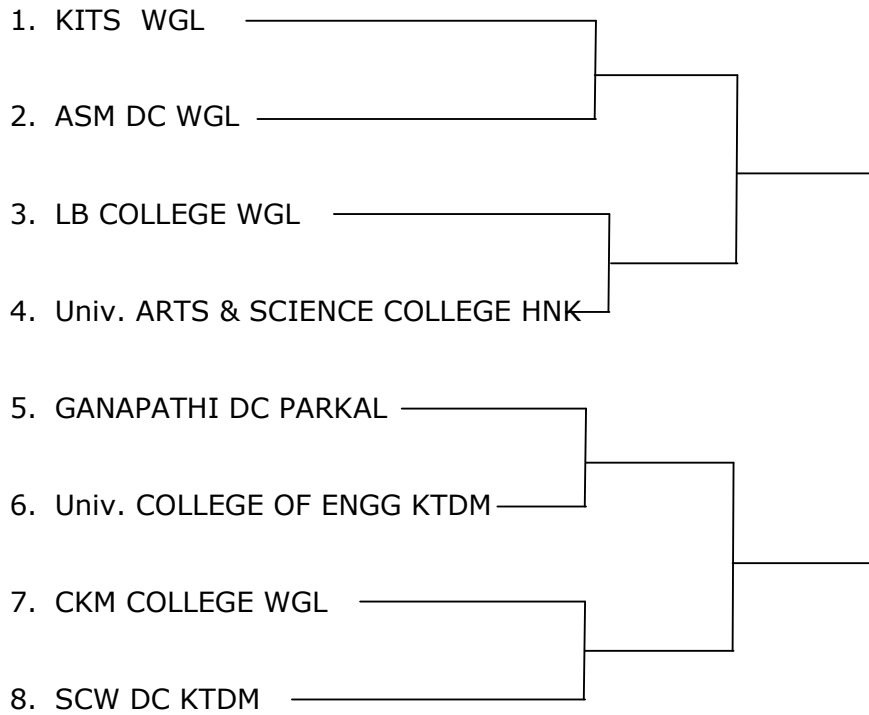 1. KITS WGL
2. ASM DC WGL
3. LB COLLEGE WGL
4. Univ. ARTS & SCIENCE COLLEGE HNK
5. GANAPATHI DC PARKAL
6. Univ. COLLEGE OF ENGG KTDM
7. CKM COLLEGE WGL
8. SCW DC KTDM